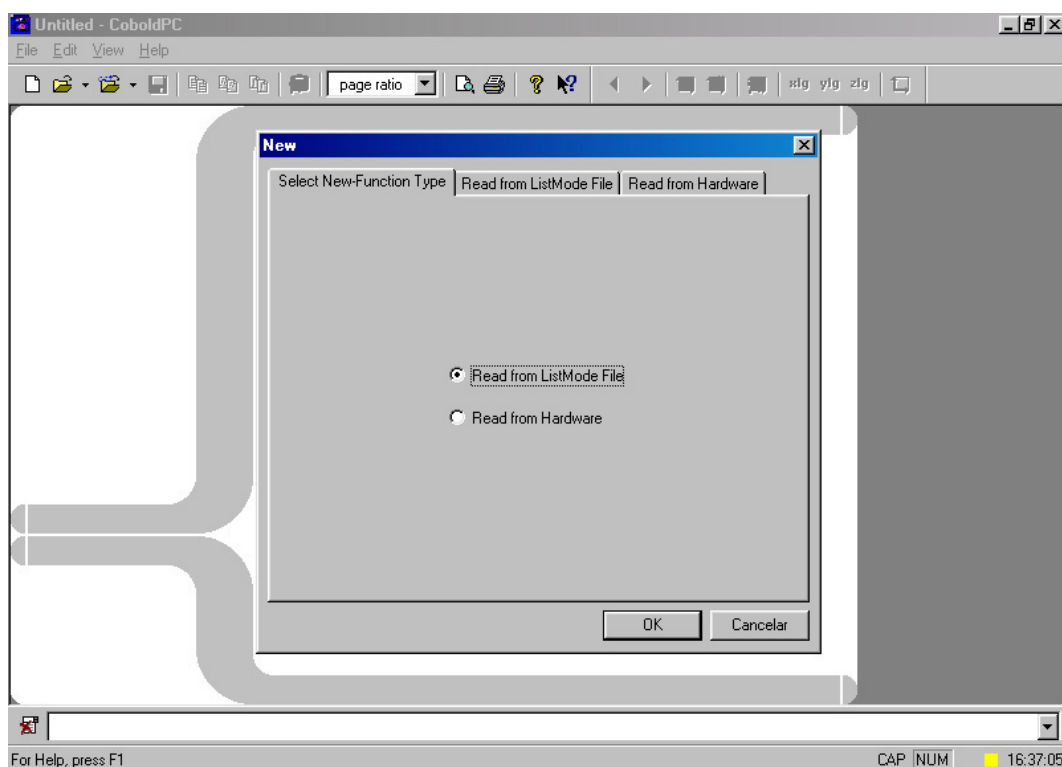 Untitled - CoboldPC
File Edit View Help
page ratio
xlg ylg zlg
New
Select New-Function Type Read from ListMode File Read from Hardware
Read from ListMode File
Read from Hardware
OK Cancelar
For Help, press F1 CAP NUM 16:37:05